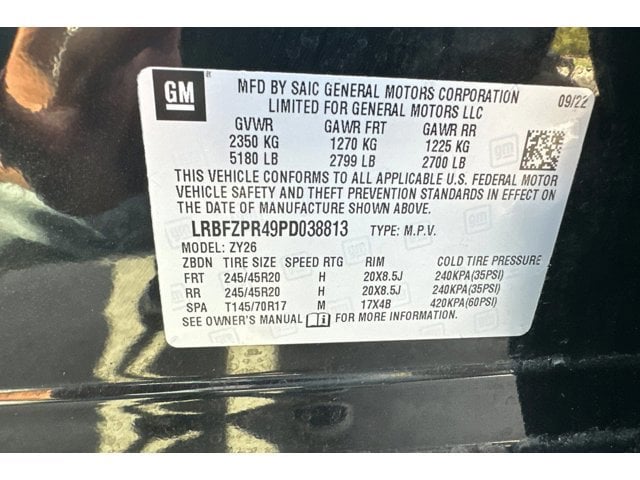 GM
MFD BY SAIC GENERAL MOTORS CORPORATION
LIMITED FOR GENERAL MOTORS LLC
09/22
GVWR GAWR FRT GAWR RR
2350 KG 1270 KG 1225 KG
5180 LB 2799 LB 2700 LB
THIS VEHICLE CONFORMS TO ALL APPLICABLE U.S. FEDERAL MOTOR
VEHICLE SAFETY AND THEFT PREVENTION STANDARDS IN EFFECT ON
THE DATE OF MANUFACTURE SHOWN ABOVE.
LRBFZPR49PD038813 TYPE: M.P.V.
MODEL: ZY26
ZBDN TIRE SIZE SPEED RTG RIM COLD TIRE PRESSURE
FRT 245/45R20 20X8.5J 240KPA(35PSI)
RR 245/45R20 20X8.5J 240KPA(35PSI)
SPA T145/70R17 M 17X4B 420KPA(60PSI)
SEE OWNER'S MANUAL i FOR MORE INFORMATION.